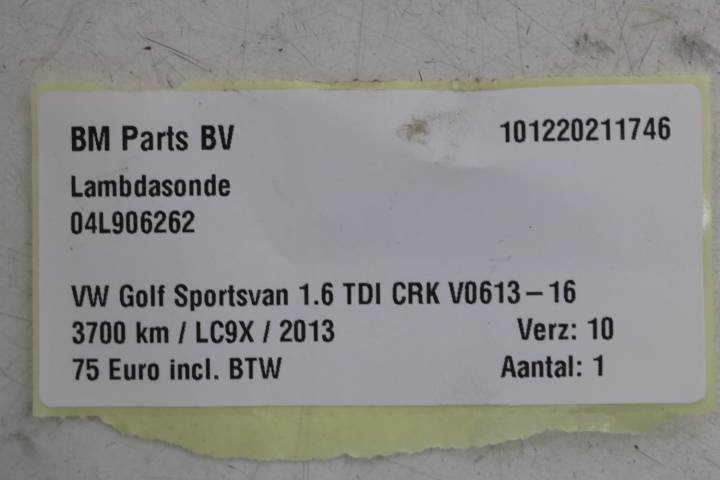 BM Parts BV 101220211746
Lambdasonde
04L906262
VW Golf Sportsvan 1.6 TDI CRK V0613-16
3700 km / LC9X / 2013 Verz: 10
75 Euro incl. BTW Aantal: 1